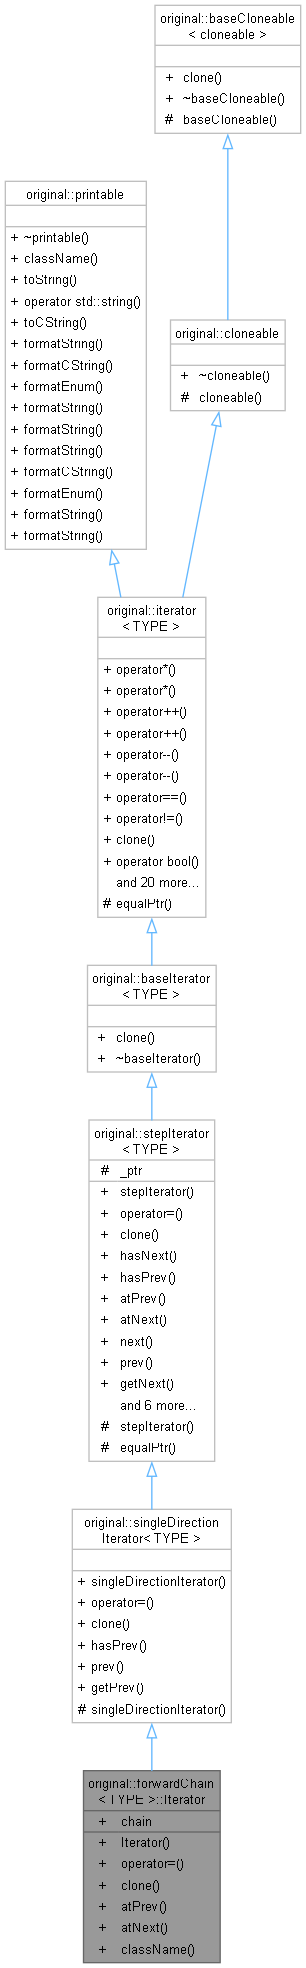 original::baseCloneable
< cloneable >
+ clone()
+ ~baseCloneable()
# baseCloneable()
original::printable
+ ~printable()
+ className()
+ toString()
+ operator std::string()
+ toCString()
+ formatString()
+ formatCString()
+ formatEnum()
+ formatString()
+ formatString()
+ formatString()
+ formatCString()
+ formatEnum()
+ formatString()
+ formatString()
original::cloneable
+ ~cloneable()
# cloneable()
original::iterator
< TYPE >
+ operator*()
+ operator*()
+ operator++()
+ operator++()
+ operator--()
+ operator--()
+ operator==()
+ operator!=()
+ clone()
+ operator bool()
and 20 more...
# equalPtr()
original::baseIterator
< TYPE >
+ clone()
+ ~baseIterator()
original::stepIterator
< TYPE >
# _ptr
+ stepIterator()
+ operator=()
+ clone()
+ hasNext()
+ hasPrev()
+ atPrev()
+ atNext()
+ next()
+ prev()
+ getNext()
and 6 more...
# stepIterator()
# equalPtr()
original::singleDirection
Iterator< TYPE >
+ singleDirectionIterator()
+ operator=()
+ clone()
+ hasPrev()
+ prev()
+ getPrev()
# singleDirectionIterator()
original::forwardChain
< TYPE >::Iterator
+ chain
+ Iterator()
+ operator=()
+ clone()
+ atPrev()
+ atNext()
+ className()